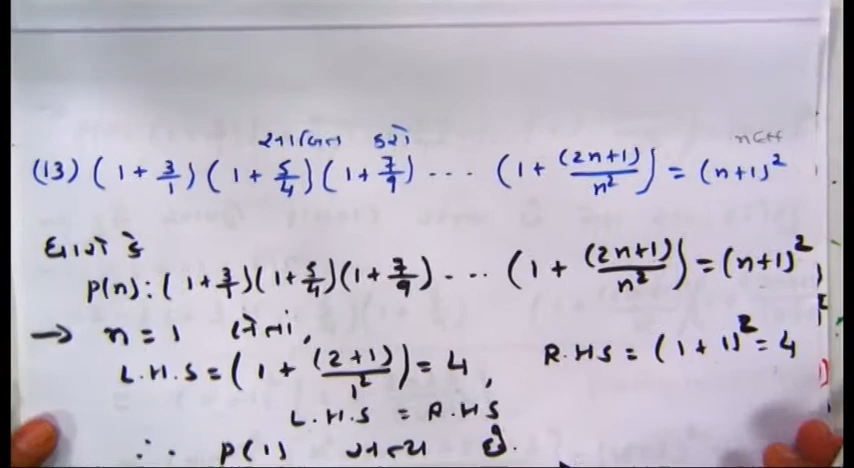 સાબિત કરો
(13) (1 + 3/1) (1 + 5/4) (1 + 7/9) ... (1 + (2n+1)/n²) = (n+1)²
ધારો કે
P(n) : (1 + 3/1) (1 + 5/4) (1 + 7/9) ... (1 + (2n+1)/n²) = (n+1)²
→ n = 1 લેતાં,
L.H.S = (1 + (2+1)/1²) = 4, R.HS = (1 + 1)² = 4
L.H.S = R.H.S
∴ P(1) સત્ય છે.